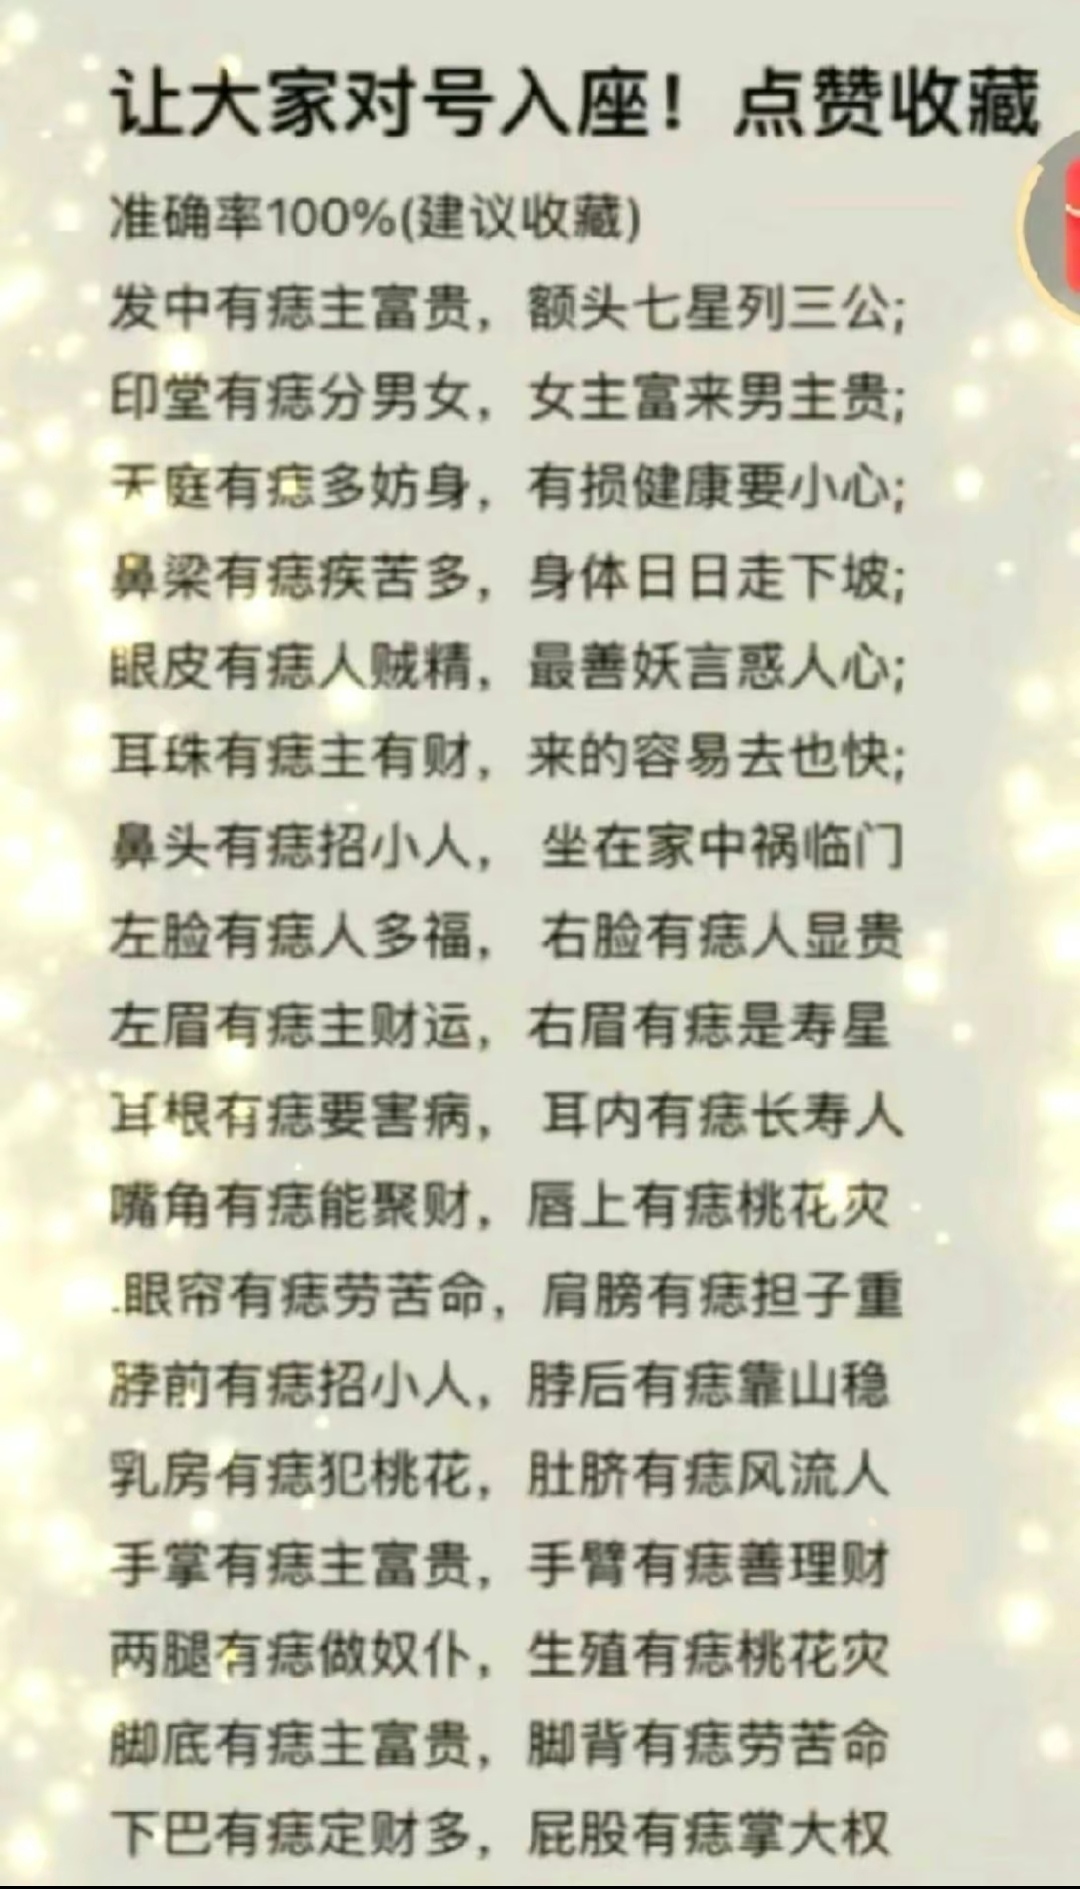 让大家对号入座！点赞收藏
准确率100%(建议收藏)
发中有痣主富贵，额头七星列三公;
印堂有痣分男女，女主富来男主贵;
天庭有痣多妨身，有损健康要小心;
鼻梁有痣疾苦多，身体日日走下坡;
眼皮有痣人贼精，最善妖言惑人心;
耳珠有痣主有财，来的容易去也快;
鼻头有痣招小人， 坐在家中祸临门
左脸有痣人多福， 右脸有痣人显贵
左眉有痣主财运，右眉有痣是寿星
耳根有痣要害病， 耳内有痣长寿人
嘴角有痣能聚财，唇上有痣桃花灾
.眼帘有痣劳苦命，肩膀有痣担子重
脖前有痣招小人，脖后有痣靠山稳
乳房有痣犯桃花，肚脐有痣风流人
手掌有痣主富贵，手臂有痣善理财
两腿有痣做奴仆，生殖有痣桃花灾
脚底有痣主富贵，脚背有痣劳苦命
下巴有痣定财多，屁股有痣掌大权